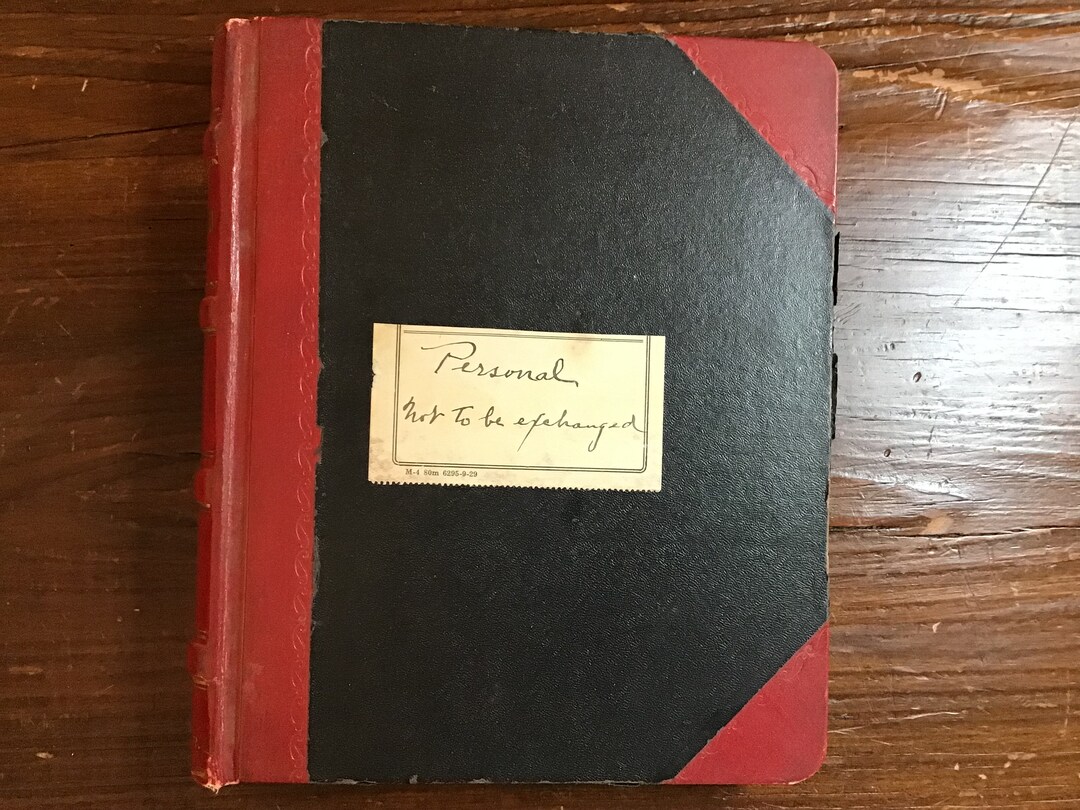 Personal
Not to be exchanged
M-4 80m 6295-9-29